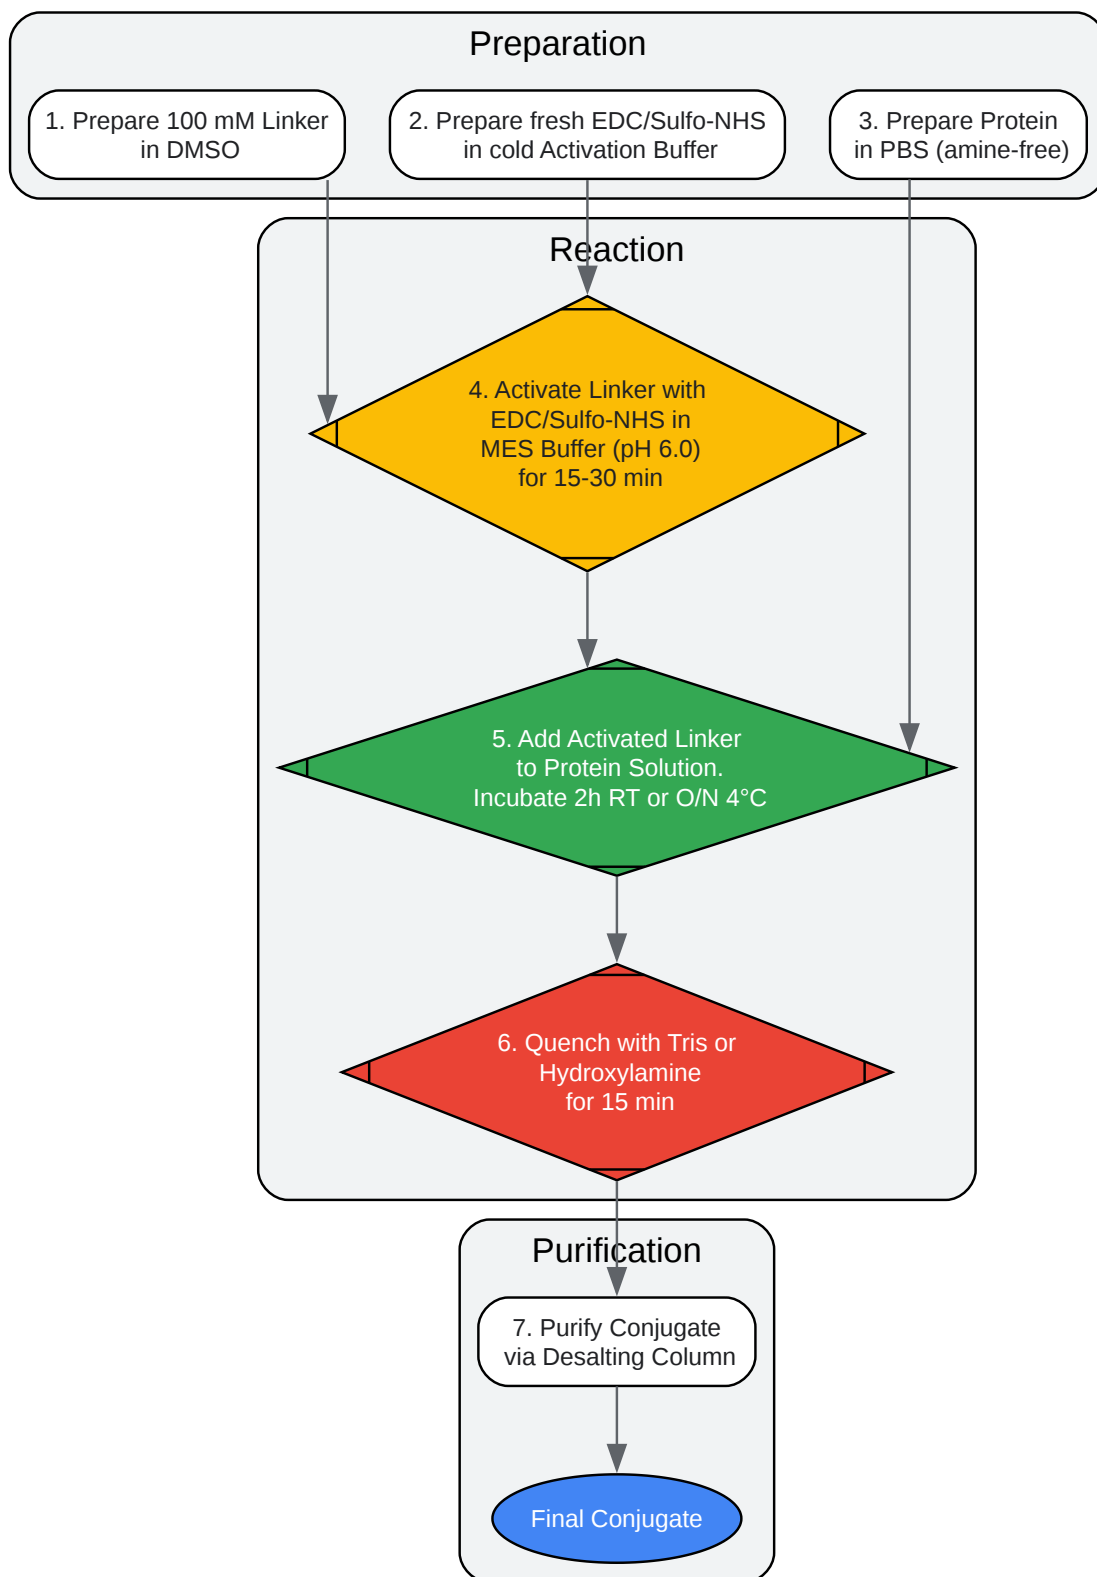 Preparation
1. Prepare 100 mM Linker
in DMSO
2. Prepare fresh EDC/Sulfo-NHS
in cold Activation Buffer
3. Prepare Protein
in PBS (amine-free)
Reaction
4. Activate Linker with
EDC/Sulfo-NHS in
MES Buffer (pH 6.0)
for 15-30 min
5. Add Activated Linker
to Protein Solution.
Incubate 2h RT or O/N 4°C
6. Quench with Tris or
Hydroxylamine
for 15 min
Purification
7. Purify Conjugate
via Desalting Column
Final Conjugate